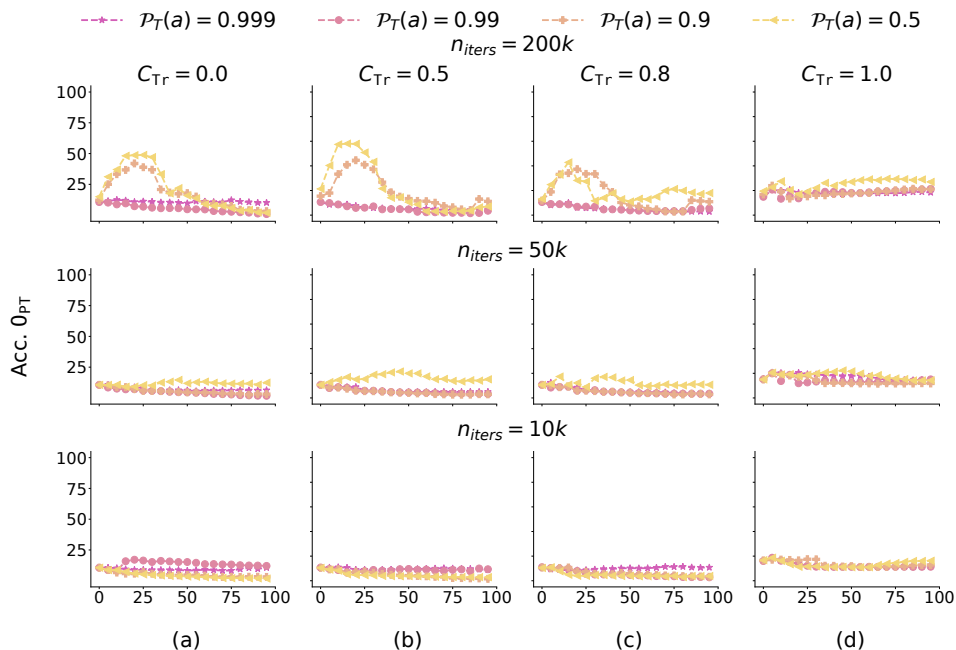 P_T(a) = 0.999 P_T(a) = 0.99 P_T(a) = 0.9 P_T(a) = 0.5
n_iters = 200k
C_Tr = 0.0 C_Tr = 0.5 C_Tr = 0.8 C_Tr = 1.0
100
75
50
25
0
n_iters = 50k
100
75
50
25
0
Acc. 0_PT
n_iters = 10k
100
75
50
25
0
0 25 50 75 100 0 25 50 75 100 0 25 50 75 100 0 25 50 75 100
(a) (b) (c) (d)